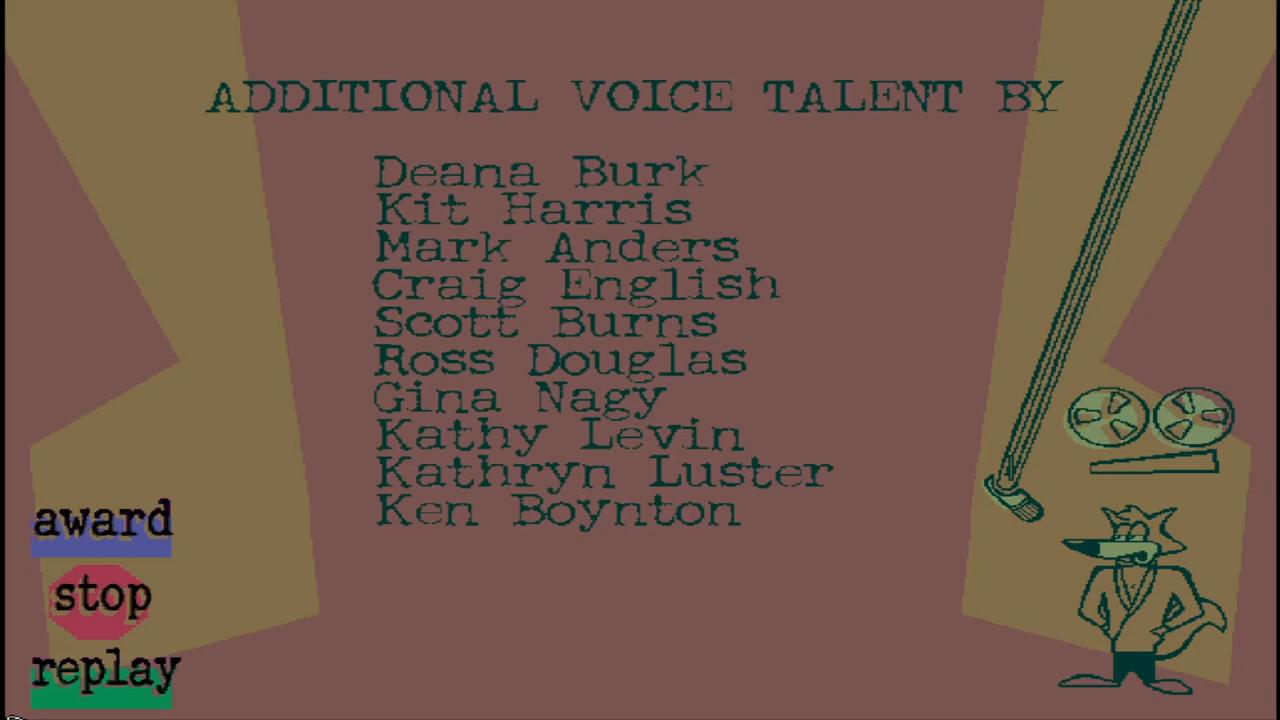 ADDITIONAL VOICE TALENT BY
Deana Burk
Kit Harris
Mark Anders
Craig English
Scott Burns
Ross Douglas
Gina Nagy
Kathy Levin
Kathryn Luster
Ken Boynton
award
stop
replay